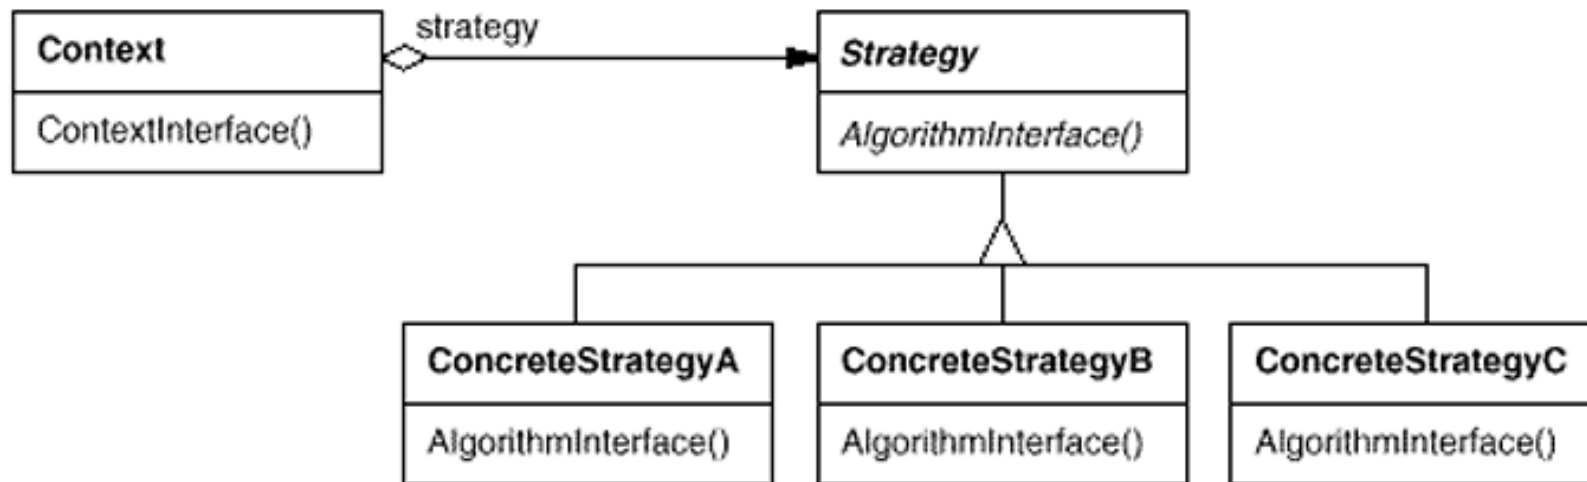 strategy
Context
Strategy
ContextInterface()
AlgorithmInterface()
ConcreteStrategyA
ConcreteStrategyB
ConcreteStrategyC
AlgorithmInterface()
AlgorithmInterface()
AlgorithmInterface()